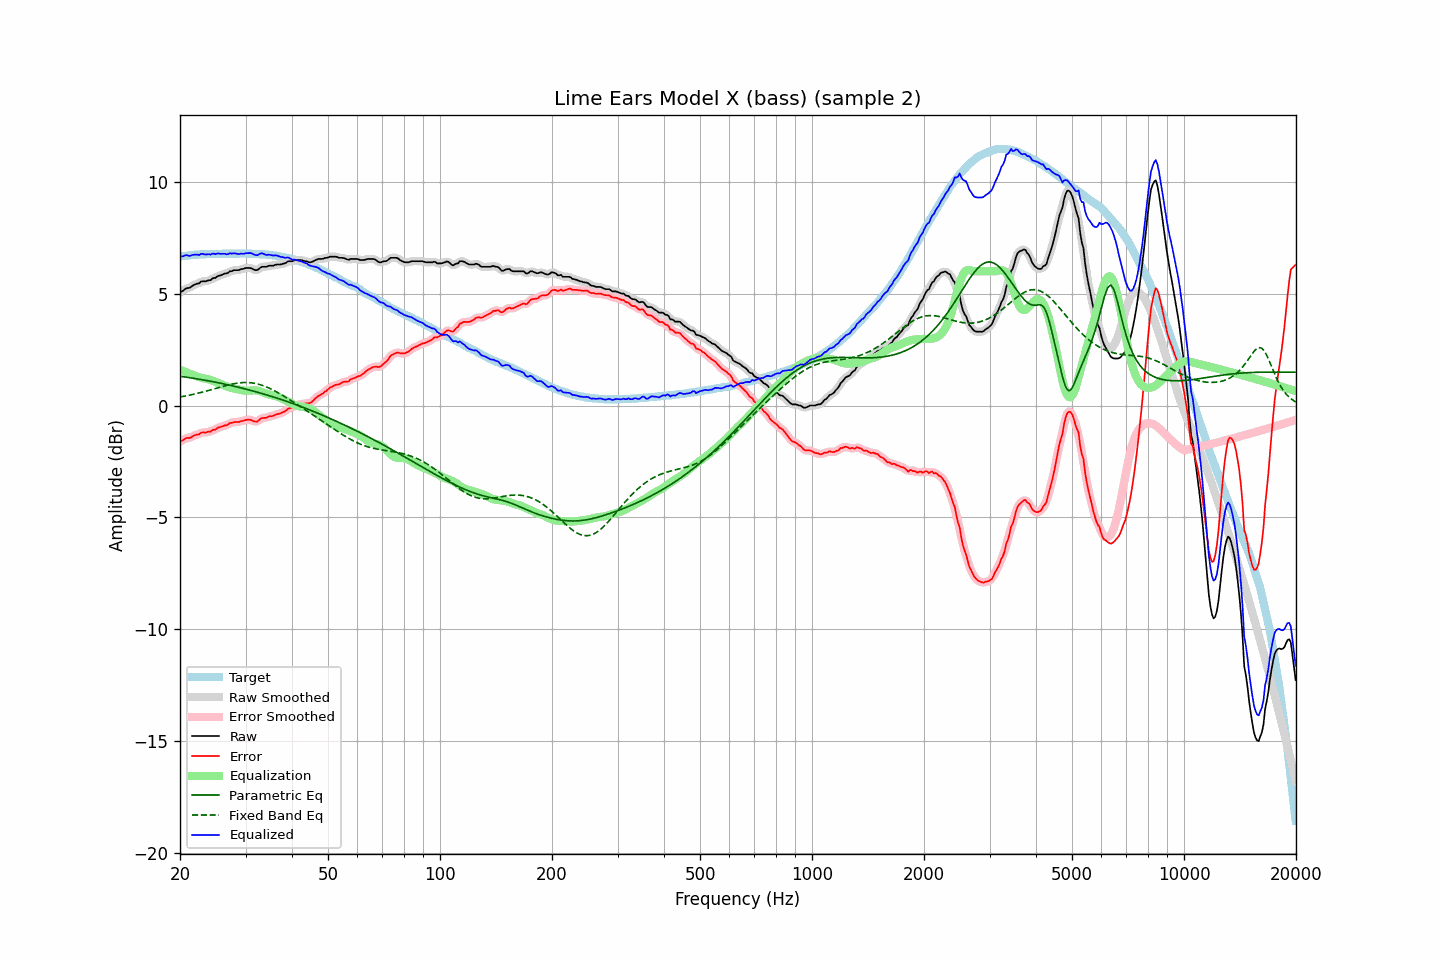 Lime Ears Model X (bass) (sample 2)
10
5
0
−5
−10
−15
−20
Amplitude (dBr)
Target
Raw Smoothed
Error Smoothed
Raw
Error
Equalization
Parametric Eq
Fixed Band Eq
Equalized
20 50 100 200 500 1000 2000 5000 10000 20000
Frequency (Hz)